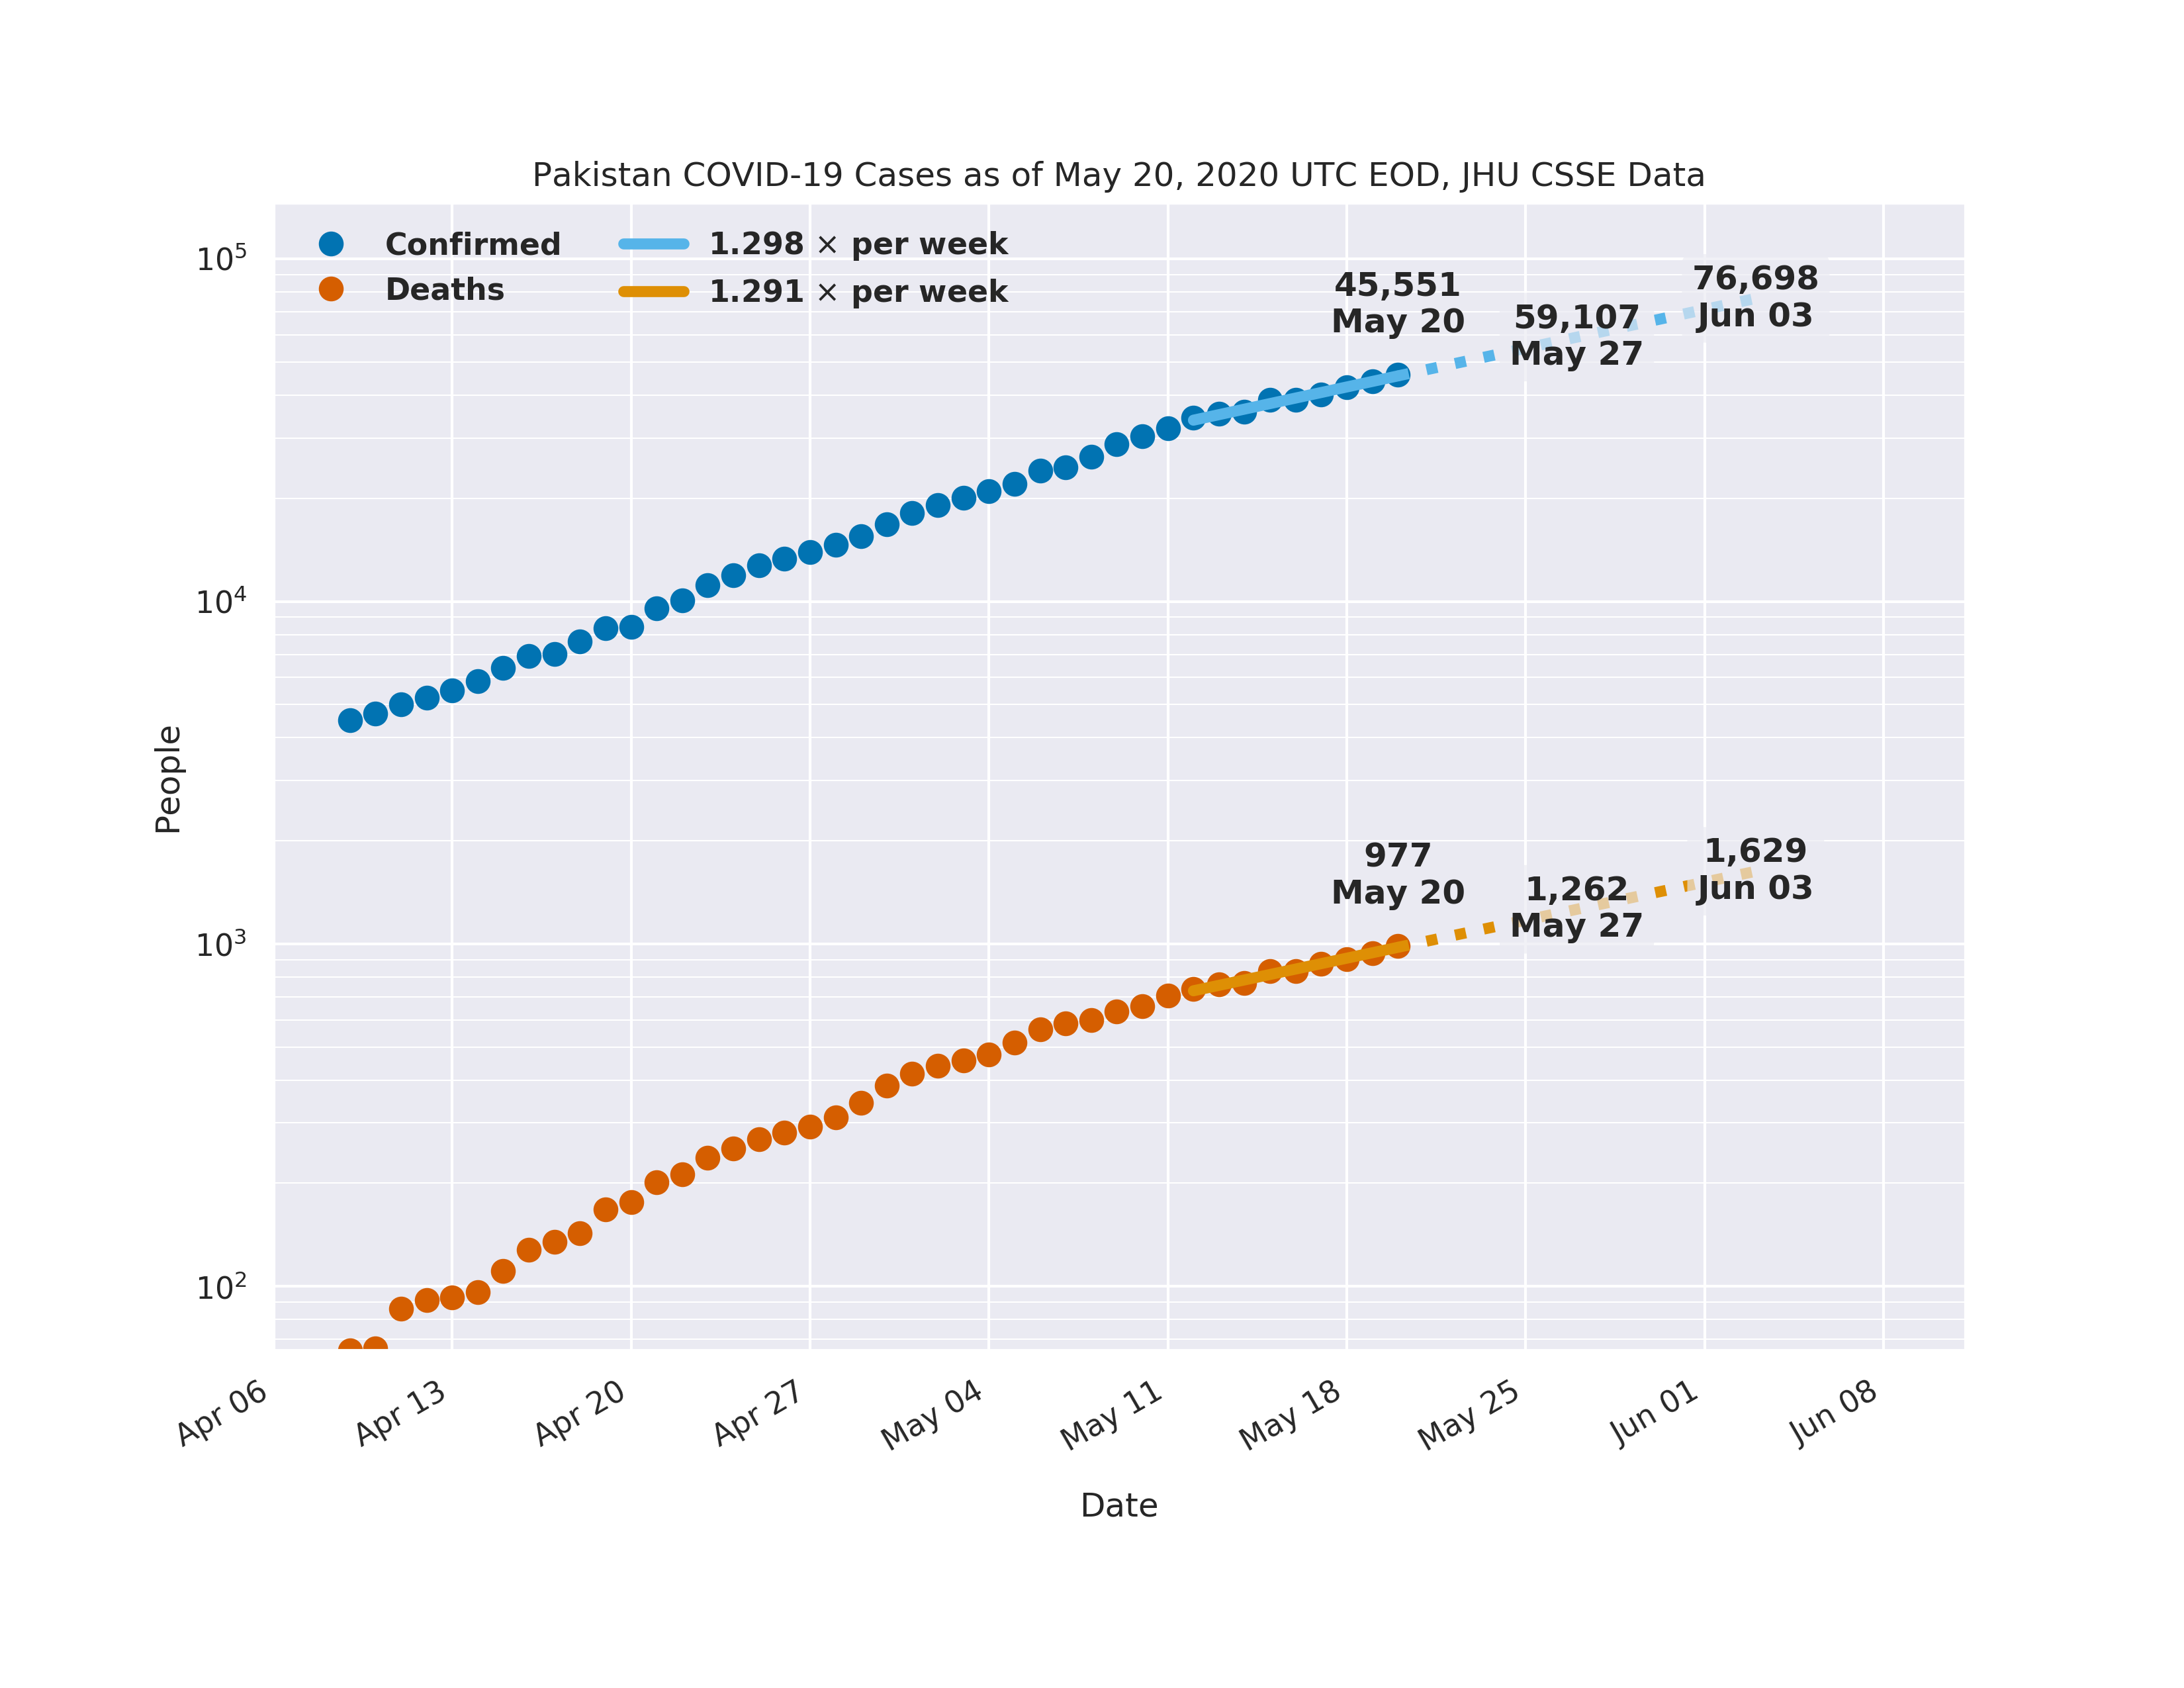 Pakistan COVID-19 Cases as of May 20, 2020 UTC EOD, JHU CSSE Data
Confirmed
Deaths
1.298 × per week
1.291 × per week
45,551
May 20
59,107
May 27
76,698
Jun 03
977
May 20
1,262
May 27
1,629
Jun 03
10⁵
10⁴
10³
10²
People
Apr 06
Apr 13
Apr 20
Apr 27
May 04
May 11
May 18
May 25
Jun 01
Jun 08
Date